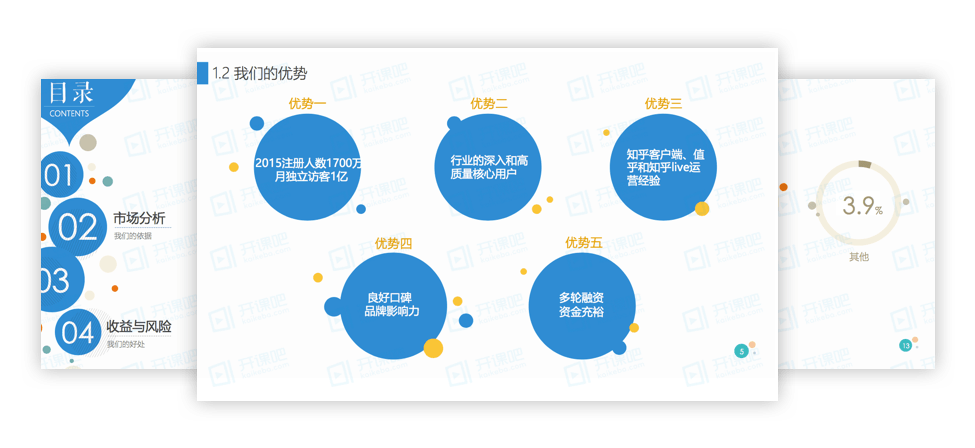 目录
CONTENTS
01
02
市场分析
我们的依据
03
04
收益与风险
我们的好处
1.2 我们的优势
优势一
2015注册人数1700万
月独立访客1亿
优势二
行业的深入和高
质量核心用户
优势三
知乎客户端、值
乎和知乎live运
营经验
优势四
良好口碑
品牌影响力
优势五
多轮融资
资金充裕
5
3.9%
其他
13
开课吧